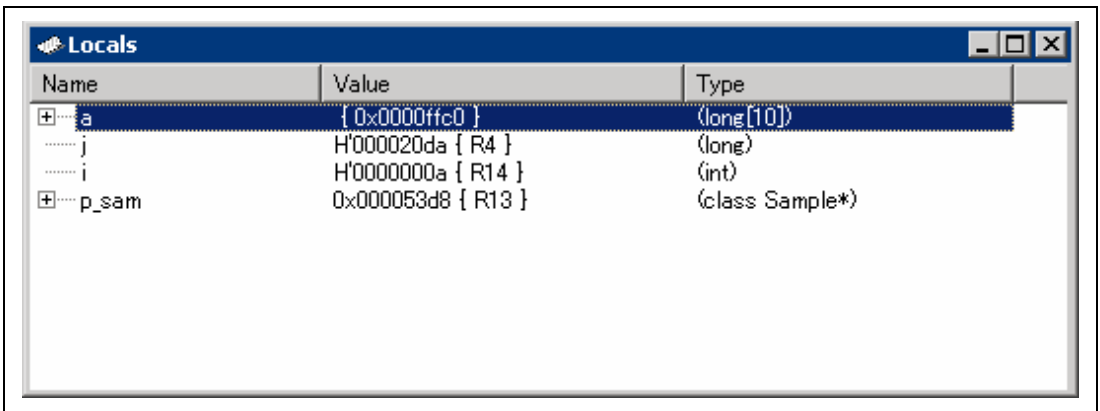 Locals
Name Value Type
a { 0x0000ffc0 } (long[10])
j H'000020da { R4 } (long)
i H'0000000a { R14 } (int)
p_sam 0x000053d8 { R13 } (class Sample*)